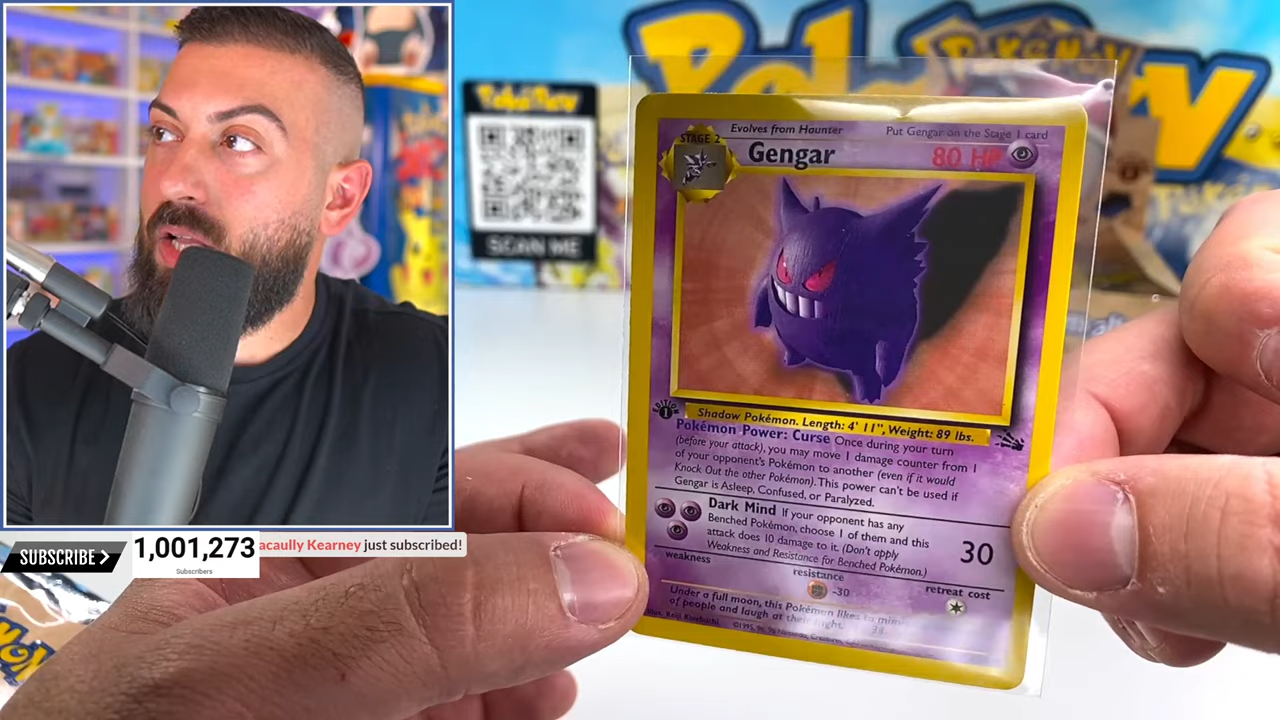 Pokémon
PokéRev
SCAN ME
Evolves from Haunter
Put Gengar on the Stage 1 card
STAGE 2
Gengar
80 HP
EDITION
1
Shadow Pokémon. Length: 4' 11", Weight: 89 lbs.
Pokémon Power: Curse Once during your turn
(before your attack), you may move 1 damage counter from 1
of your opponent's Pokémon to another (even if it would
Knock Out the other Pokémon). This power can't be used if
Gengar is Asleep, Confused, or Paralyzed.
Dark Mind If your opponent has any
Benched Pokémon, choose 1 of them and this
attack does 10 damage to it. (Don't apply
Weakness and Resistance for Benched Pokémon.)
30
weakness
resistance
-30
retreat cost
Under a full moon, this Pokémon likes to mimic
of people and laugh at their fright.
SUBSCRIBE
1,001,273
Subscribers
acaully Kearney just subscribed!